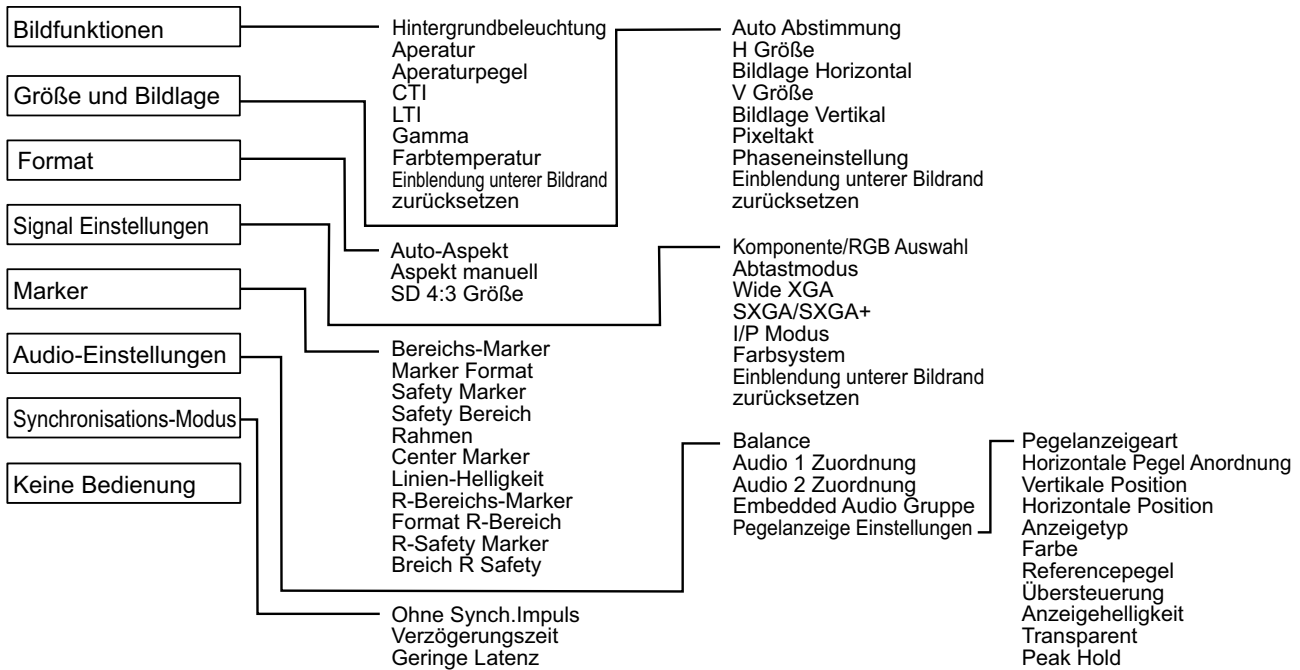 Bildfunktionen
Größe und Bildlage
Format
Signal Einstellungen
Marker
Audio-Einstellungen
Synchronisations-Modus
Keine Bedienung
Hintergrundbeleuchtung
Aperatur
Aperaturpegel
CTI
LTI
Gamma
Farbtemperatur
Einblendung unterer Bildrand
zurücksetzen
Auto Abstimmung
H Größe
Bildlage Horizontal
V Größe
Bildlage Vertikal
Pixeltakt
Phaseneinstellung
Einblendung unterer Bildrand
zurücksetzen
Auto-Aspekt
Aspekt manuell
SD 4:3 Größe
Komponente/RGB Auswahl
Abtastmodus
Wide XGA
SXGA/SXGA+
I/P Modus
Farbsystem
Einblendung unterer Bildrand
zurücksetzen
Bereichs-Marker
Marker Format
Safety Marker
Safety Bereich
Rahmen
Center Marker
Linien-Helligkeit
R-Bereichs-Marker
Format R-Bereich
R-Safety Marker
Breich R Safety
Balance
Audio 1 Zuordnung
Audio 2 Zuordnung
Embedded Audio Gruppe
Pegelanzeige Einstellungen
Pegelanzeigeart
Horizontale Pegel Anordnung
Vertikale Position
Horizontale Position
Anzeigetyp
Farbe
Referencepegel
Übersteuerung
Anzeigehelligkeit
Transparent
Peak Hold
Ohne Synch.Impuls
Verzögerungszeit
Geringe Latenz